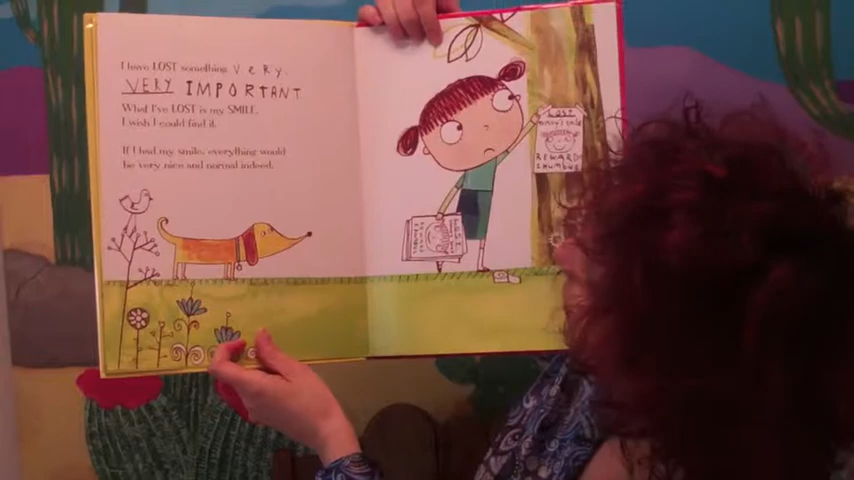 I have LOST something very,
VERY IMPORTANT
What I've LOST is my SMILE.
I wish I could find it.
If I had my smile, everything would
be very nice and normal indeed.
LOST
REWARD